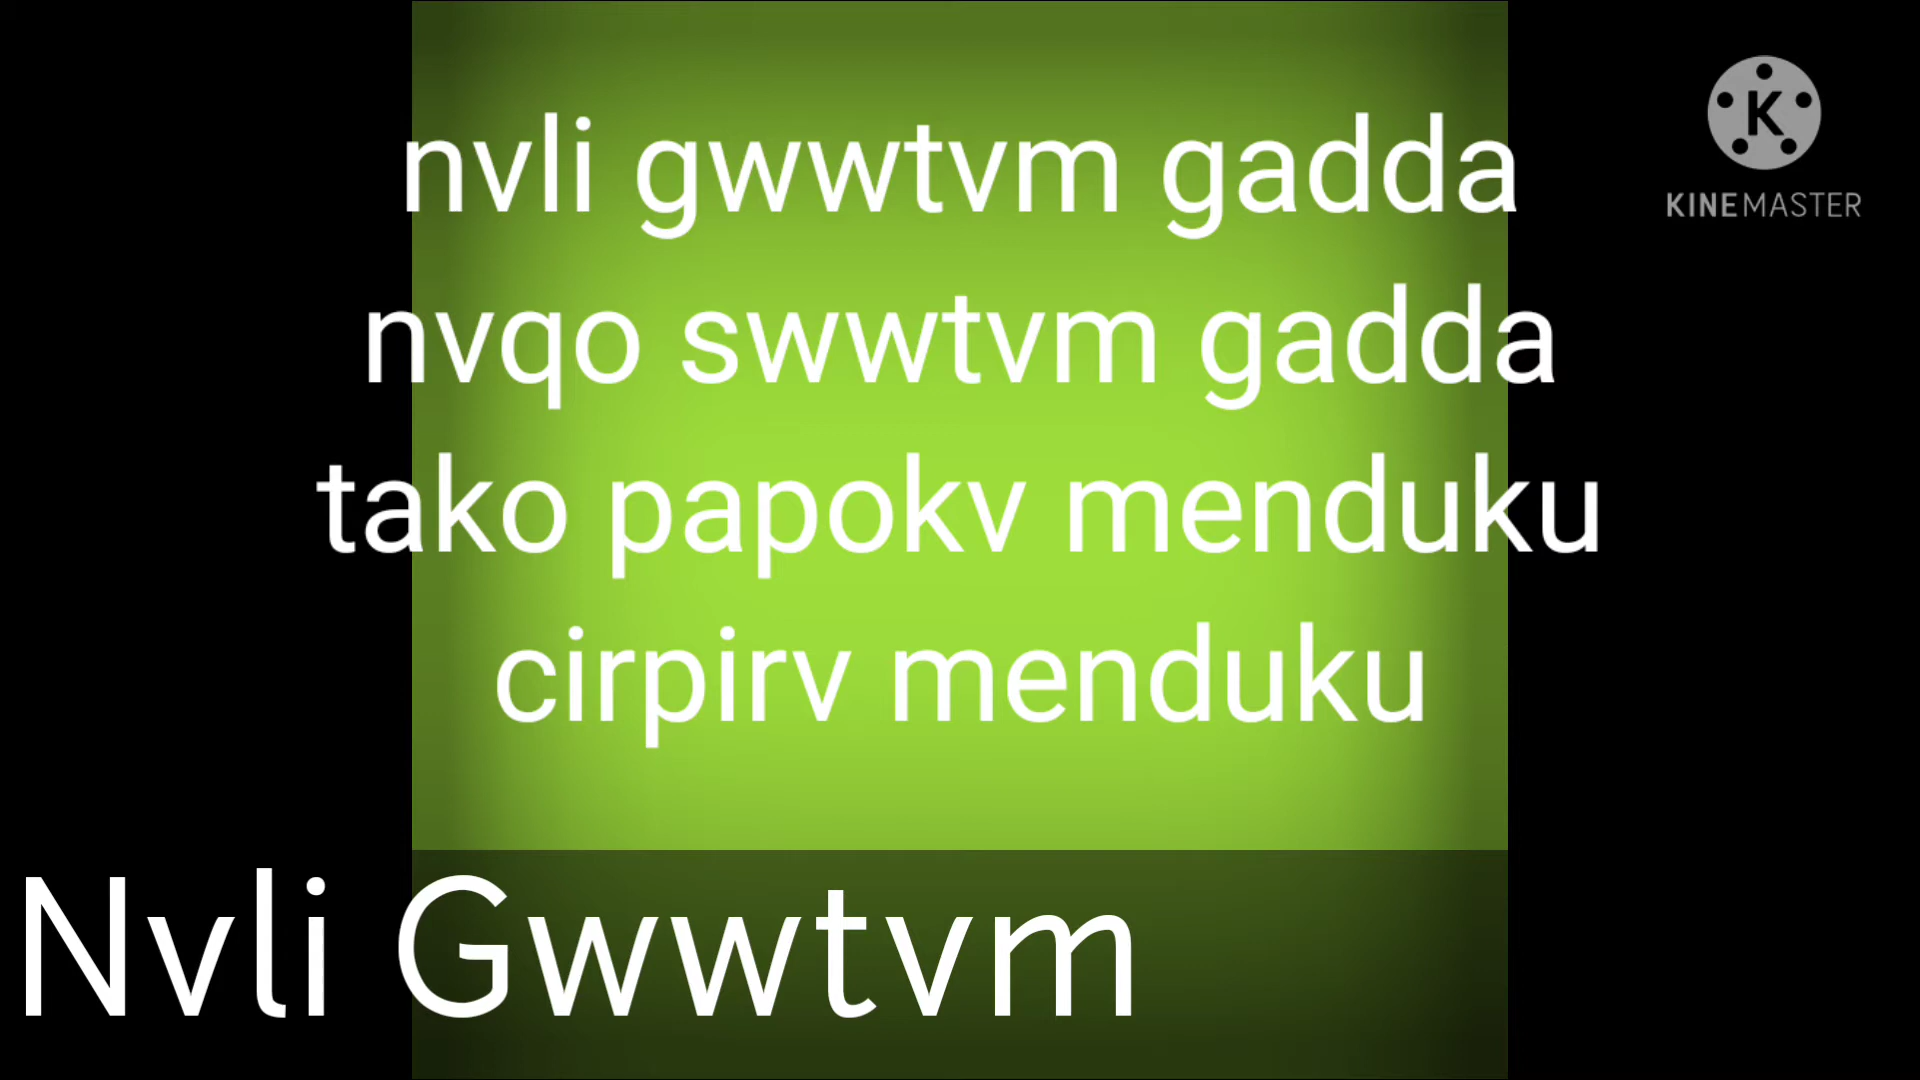 nvli gwwtvm gadda
nvqo swwtvm gadda
tako papokv menduku
cirpirv menduku
Nvli Gwwtvm
K
KINEMASTER